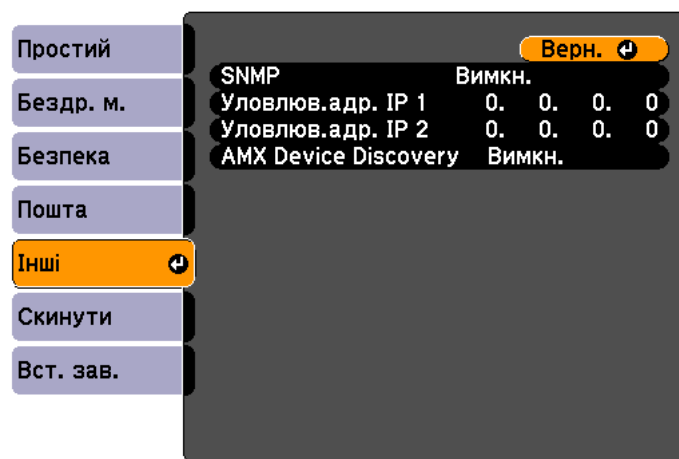 Простий
Бездр. м.
Безпека
Пошта
Інші
Скинути
Вст. зав.
Верн.
SNMP Вимкн.
Уловлюв.адр. IP 1 0. 0. 0. 0
Уловлюв.адр. IP 2 0. 0. 0. 0
AMX Device Discovery Вимкн.